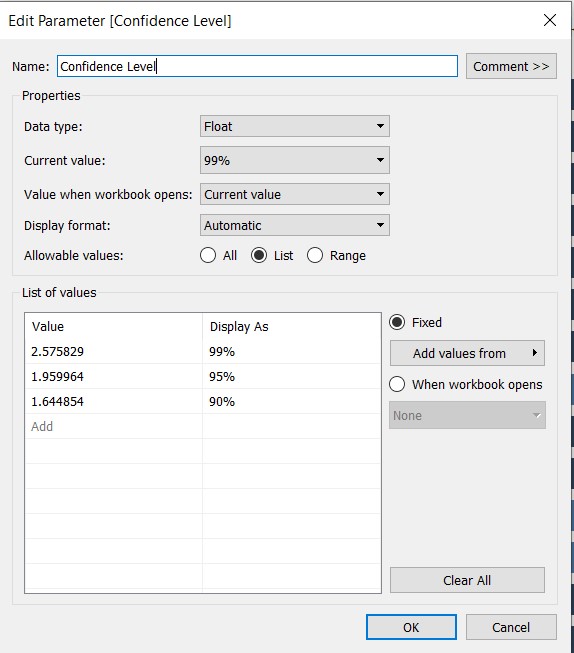 Edit Parameter [Confidence Level]
Name: Confidence Level Comment >>
Properties
Data type: Float
Current value: 99%
Value when workbook opens: Current value
Display format: Automatic
Allowable values: All List Range
List of values
Value Display As Fixed
2.575829 99% Add values from
1.959964 95% When workbook opens
1.644854 90% None
Add
Clear All
OK Cancel